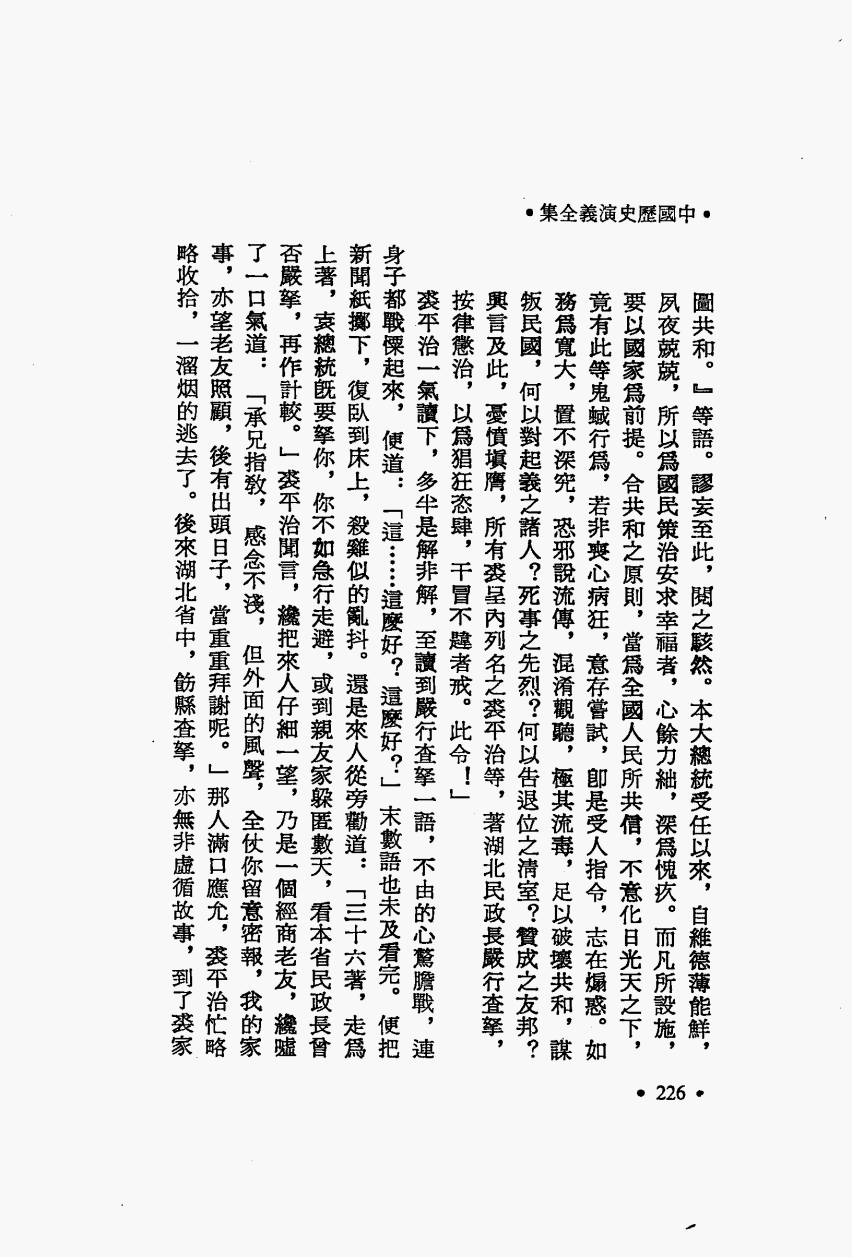 •中國歷史演義全集•
圖共和。』等語。謬妄至此，閱之駭然。本大總統受任以來，自維德薄能鮮，
夙夜兢兢，所以爲國民策治安求幸福者，心餘力絀，深爲愧疚。而凡所設施，
要以國家爲前提。合共和之原則，當爲全國人民所共信，不意化日光天之下，
竟有此等鬼蜮行爲，若非喪心病狂，意存嘗試，卽是受人指令，志在煽惑。如
務爲寬大，置不深究，恐邪說流傳，混淆觀聽，極其流毒，足以破壞共和，謀
叛民國，何以對起義之諸人？死事之先烈？何以告退位之淸室？贊成之友邦？
興言及此，憂憤塡膺，所有裘呈內列名之裘平治等，著湖北民政長嚴行查拏，
按律懲治，以爲猖狂恣肆，干冒不韙者戒。此令！」
裘平治一氣讀下，多半是解非解，至讀到嚴行查拏一語，不由的心驚膽戰，連
身子都戰慄起來，便道：「這……這麼好？這麼好？」末數語也未及看完。便把
新聞紙擲下，復臥到床上，殺雞似的亂抖。還是來人從旁勸道：「三十六著，走爲
上著，袁總統旣要拏你，你不如急行走避，或到親友家躱匿數天，看本省民政長曾
否嚴拏，再作計較。」裘平治聞言，纔把來人仔細一望，乃是一個經商老友，纔噓
了一口氣道：「承兄指敎，感念不淺，但外面的風聲，全仗你留意密報，我的家
事，亦望老友照顧，後有出頭日子，當重重拜謝呢。」那人滿口應允，裘平治忙略
略收拾，一溜烟的逃去了。後來湖北省中，飭縣查拏，亦無非虛循故事，到了裘家
•226•